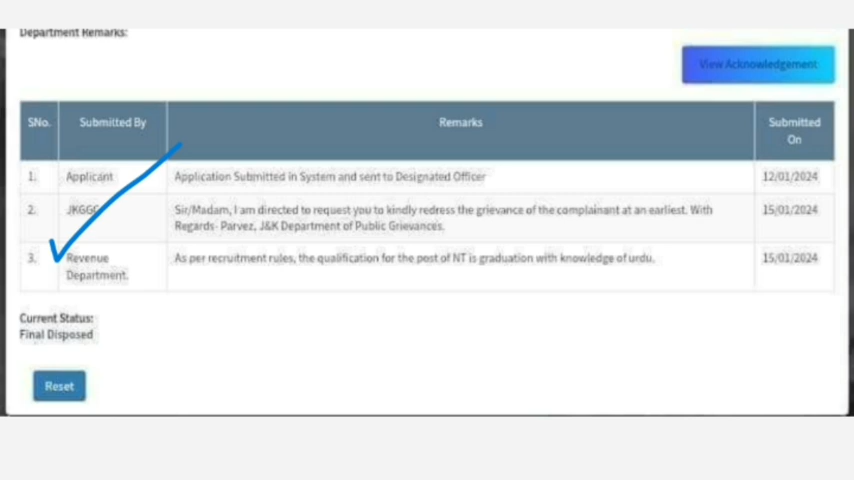 Department Remarks:
View Acknowledgement
SNo. Submitted By Remarks Submitted
On
1. Applicant Application Submitted in System and sent to Designated Officer 12/01/2024
2. JKGGC Sir/Madam, I am directed to request you to kindly redress the grievance of the complainant at an earliest. With 15/01/2024
Regards- Parvez, J&K Department of Public Grievances.
3. Revenue As per recruitment rules, the qualification for the post of NT is graduation with knowledge of urdu. 15/01/2024
Department.
Current Status:
Final Disposed
Reset